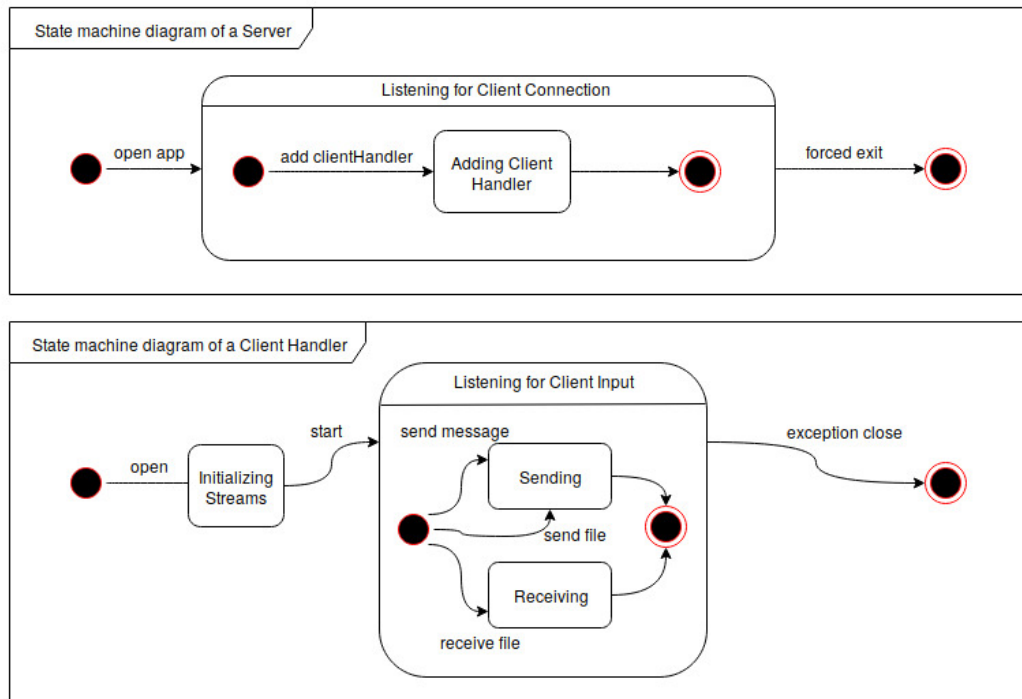 State machine diagram of a Server
Listening for Client Connection
open app
add clientHandler
Adding Client
Handler
forced exit
State machine diagram of a Client Handler
Listening for Client Input
start
send message
exception close
open
Initializing
Streams
Sending
send file
Receiving
receive file